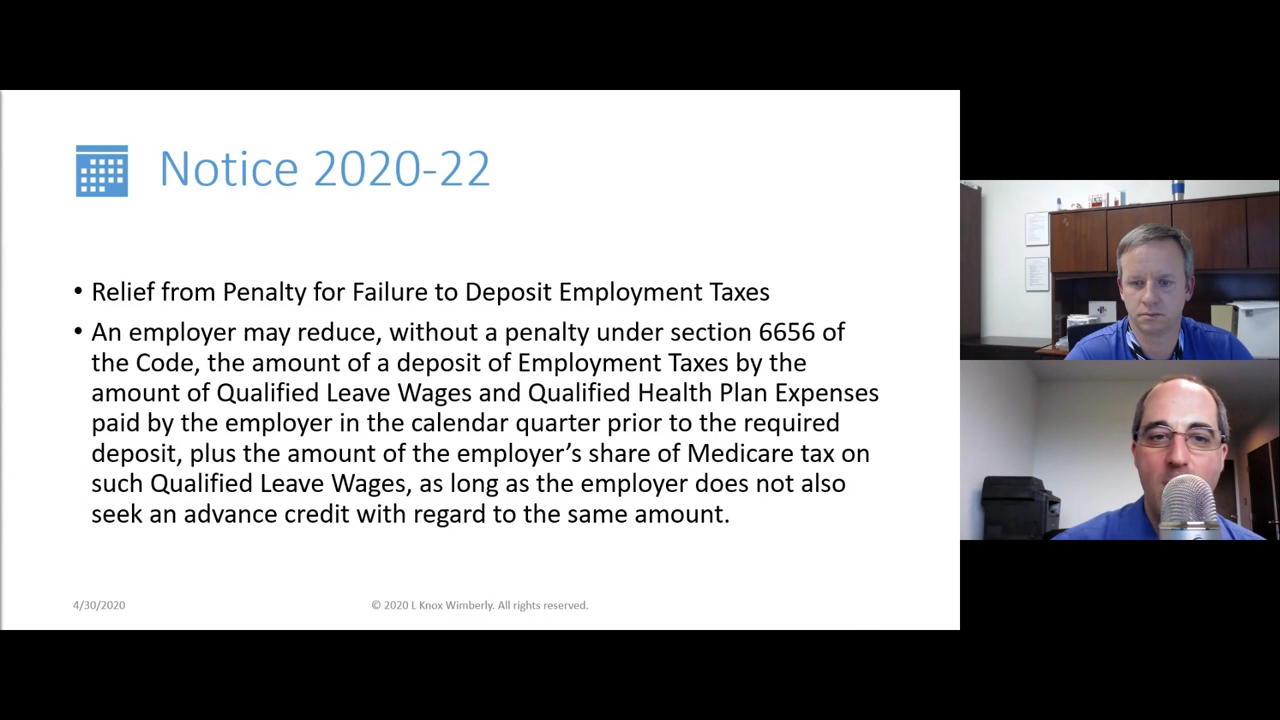 Notice 2020-22
• Relief from Penalty for Failure to Deposit Employment Taxes
• An employer may reduce, without a penalty under section 6656 of
the Code, the amount of a deposit of Employment Taxes by the
amount of Qualified Leave Wages and Qualified Health Plan Expenses
paid by the employer in the calendar quarter prior to the required
deposit, plus the amount of the employer’s share of Medicare tax on
such Qualified Leave Wages, as long as the employer does not also
seek an advance credit with regard to the same amount.
4/30/2020
© 2020 L Knox Wimberly. All rights reserved.